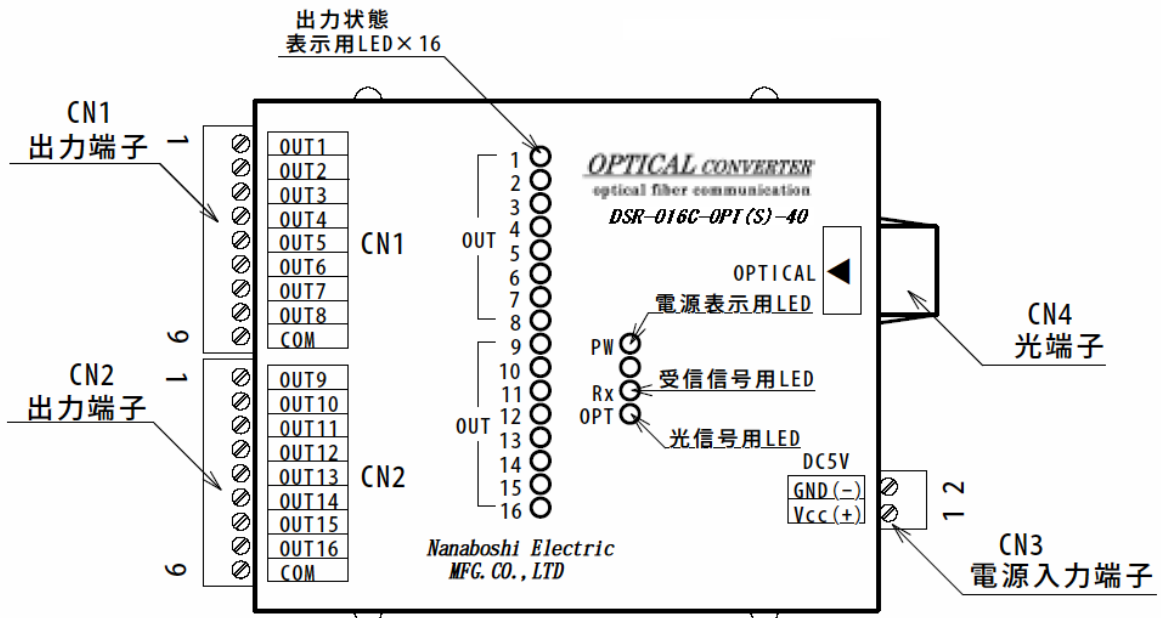 出力状態
表示用LED×16
CN1
出力端子
1
9
OUT1
OUT2
OUT3
OUT4
OUT5
OUT6
OUT7
OUT8
COM
CN1
CN2
出力端子
1
9
OUT9
OUT10
OUT11
OUT12
OUT13
OUT14
OUT15
OUT16
COM
CN2
OUT
1
2
3
4
5
6
7
8
OUT
9
10
11
12
13
14
15
16
OPTICAL CONVERTER
optical fiber communication
DSR-016C-OPT(S)-40
OPTICAL ◀
電源表示用LED
PW
Rx 受信信号用LED
OPT
光信号用LED
CN4
光端子
DC5V
GND(-)
Vcc(+)
1 2
CN3
電源入力端子
Nanaboshi Electric
MFG.CO.,LTD